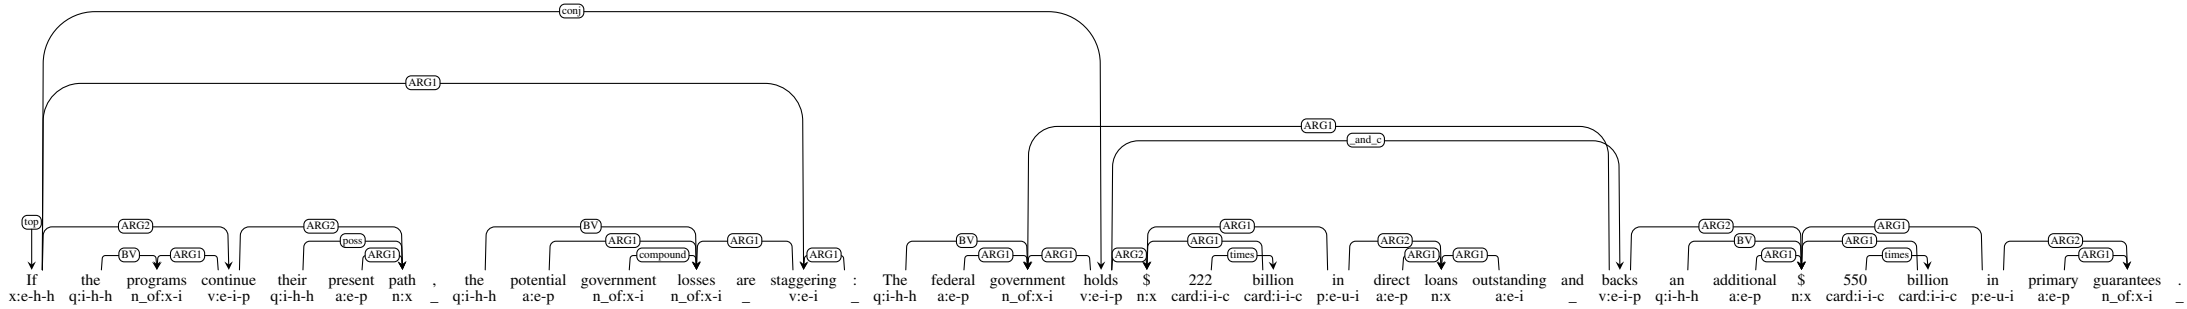 conj
ARG1
ARG1
_and_c
top ARG2 ARG2 BV ARG1 ARG2 ARG1
poss ARG1 ARG1 BV ARG1 ARG2 BV ARG1 ARG2
BV ARG1 ARG1 compound ARG1 ARG1 ARG1 ARG2 times ARG1 ARG1 ARG1 times ARG1
If the programs continue their present path , the potential government losses are staggering : The federal government holds $ 222 billion in direct loans outstanding and backs an additional $ 550 billion in primary guarantees .
x:e-h-h q:i-h-h n_of:x-i v:e-i-p q:i-h-h a:e-p n:x _ q:i-h-h a:e-p n_of:x-i n_of:x-i _ v:e-i _ q:i-h-h a:e-p n_of:x-i v:e-i-p n:x card:i-i-c card:i-i-c p:e-u-i a:e-p n:x a:e-i _ v:e-i-p q:i-h-h a:e-p n:x card:i-i-c card:i-i-c p:e-u-i a:e-p n_of:x-i _